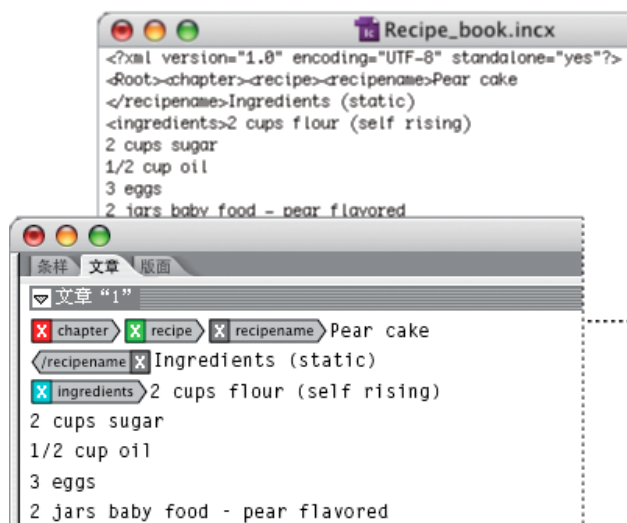 Recipe_book.incx
<?xml version="1.0" encoding="UTF-8" standalone="yes"?>
<Root><chapter><recipe><recipename>Pear cake
</recipename>Ingredients (static)
<ingredients>2 cups flour (self rising)
2 cups sugar
1/2 cup oil
3 eggs
2 jars baby food - pear flavored
条样 文章 版面
文章 “1”
chapter recipe recipename Pear cake
/recipename Ingredients (static)
ingredients 2 cups flour (self rising)
2 cups sugar
1/2 cup oil
3 eggs
2 jars baby food - pear flavored